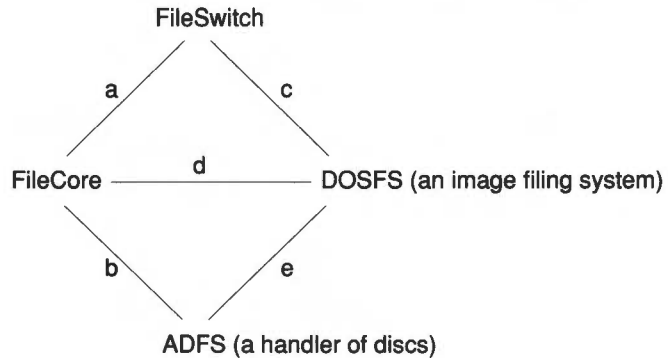 FileSwitch
a
c
FileCore
d
DOSFS (an image filing system)
b
e
ADFS (a handler of discs)